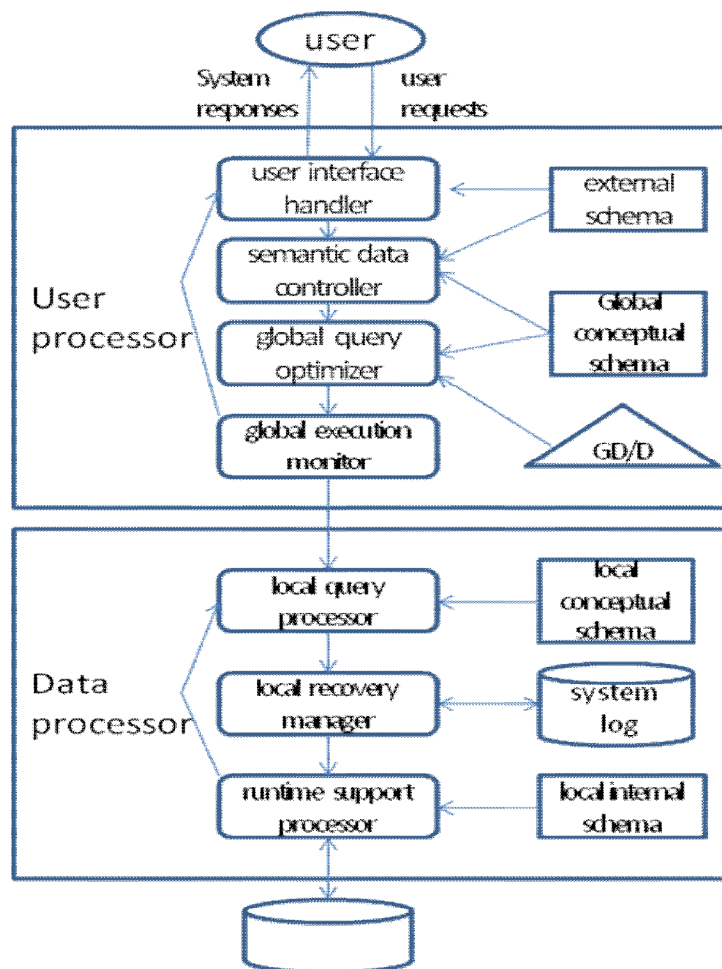 user
System
responses
user
requests
user interface
handler
external
schema
semantic data
controller
User
processor
Global
conceptual
schema
global query
optimizer
global execution
monitor
GD/D
local query
processor
local
conceptual
schema
Data
processor
local recovery
manager
system
log
runtime support
processor
local internal
schema